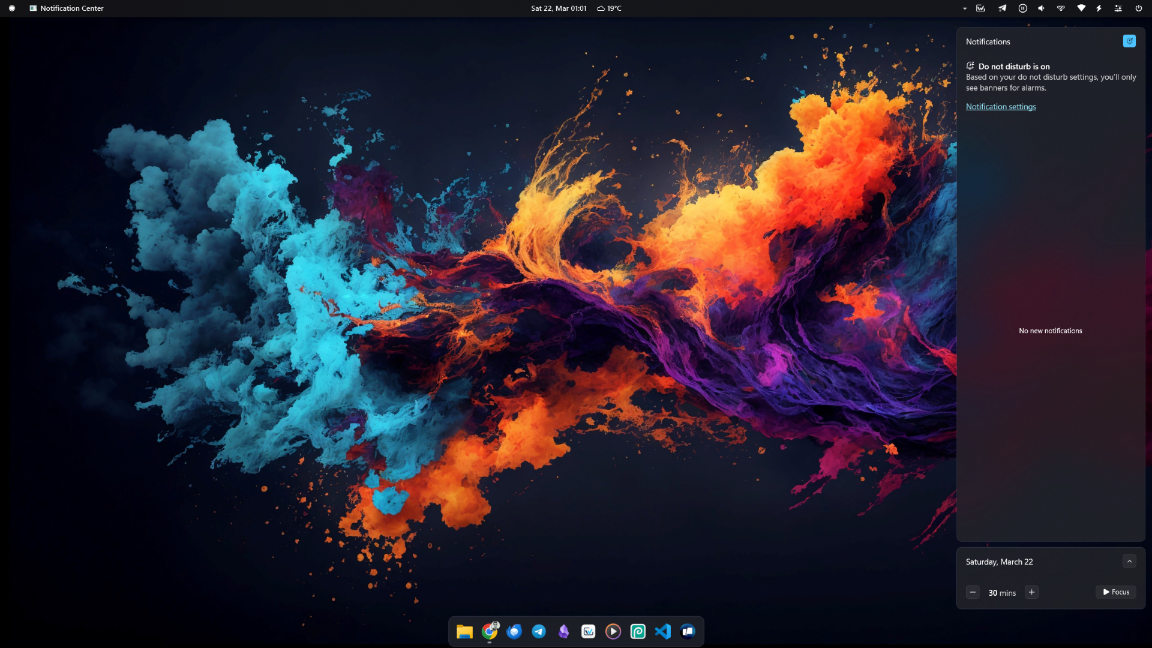 Notification Center
Sat 22, Mar 01:01
19°C
Notifications
Do not disturb is on
Based on your do not disturb settings, you'll only
see banners for alarms.
Notification settings
No new notifications
Saturday, March 22
30 mins
Focus